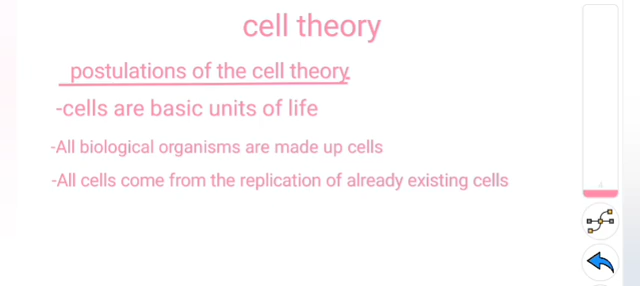 cell theory
postulations of the cell theory
-cells are basic units of life
-All biological organisms are made up cells
-All cells come from the replication of already existing cells